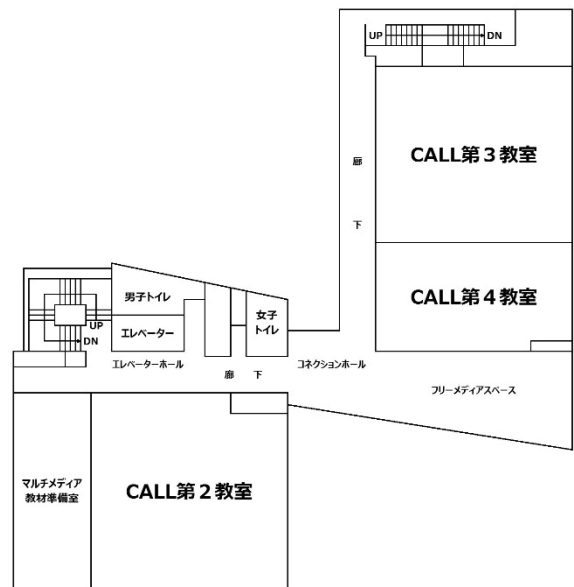 UP
DN
CALL第3教室
廊
下
CALL第4教室
男子トイレ
女子
トイレ
エレベーター
UP
DN
エレベーターホール
廊　下
コネクションホール
フリーメディアスペース
マルチメディア
教材準備室
CALL第2教室